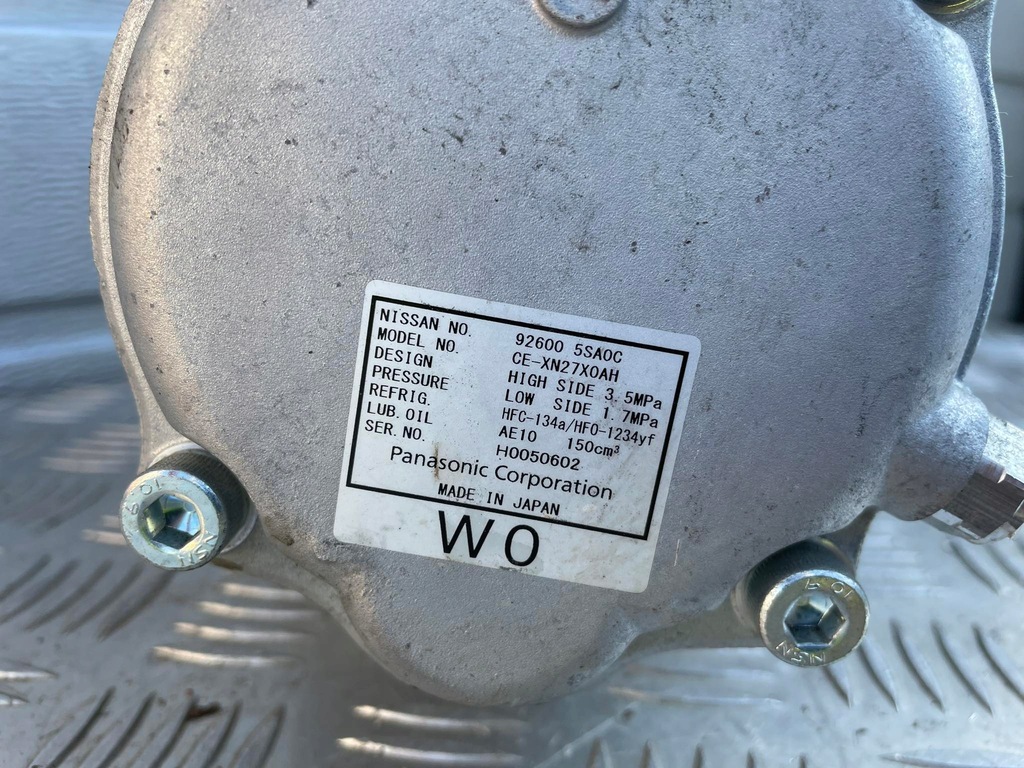 NISSAN NO. 92600 5SA0C
MODEL NO. CE-XN27X0AH
DESIGN HIGH SIDE 3.5MPa
PRESSURE LOW SIDE 1.7MPa
REFRIG. HFC-134a/HFO-1234yf
LUB. OIL AE10 150cm³
SER. NO. H0050602
Panasonic Corporation
MADE IN JAPAN
W0